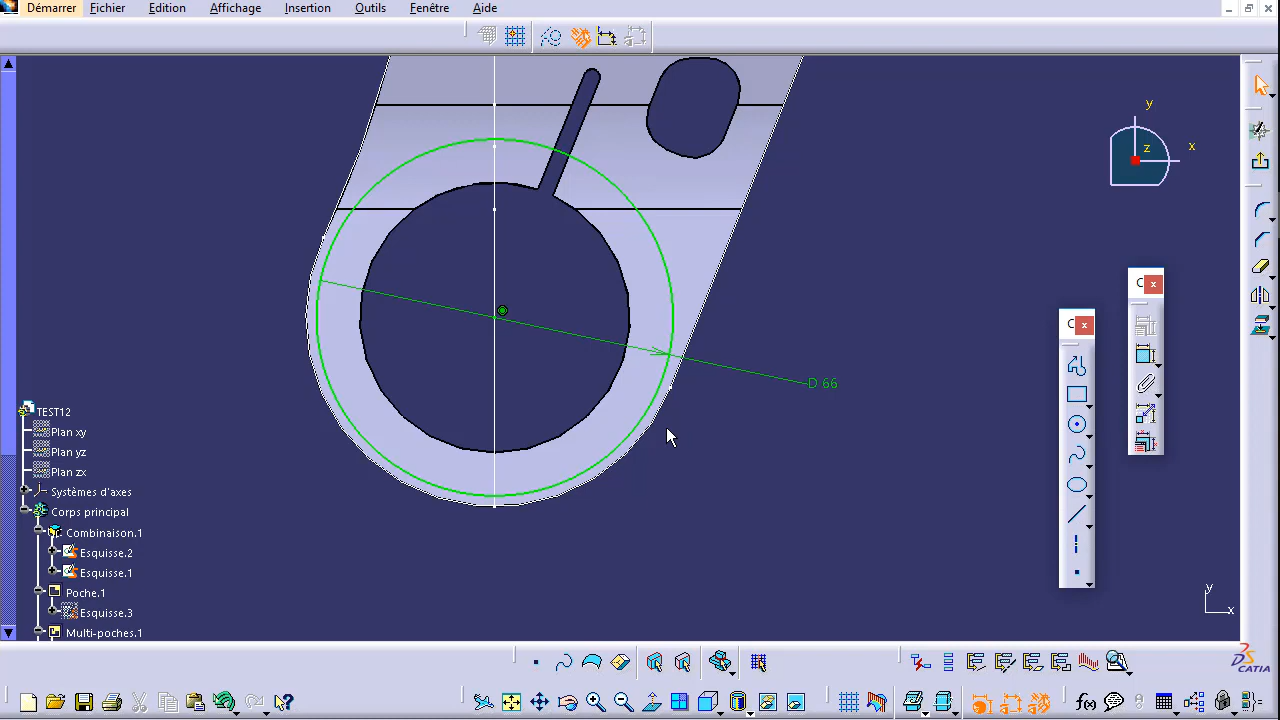 Démarrer Fichier Edition Affichage Insertion Outils Fenêtre Aide
y
x
z
C x
C x
D 66
TEST12
Plan xy
Plan yz
Plan zx
Systèmes d'axes
Corps principal
Combinaison.1
Esquisse.2
Esquisse.1
Poche.1
Esquisse.3
Multi-poches.1
y
x
CATIA
f(x)